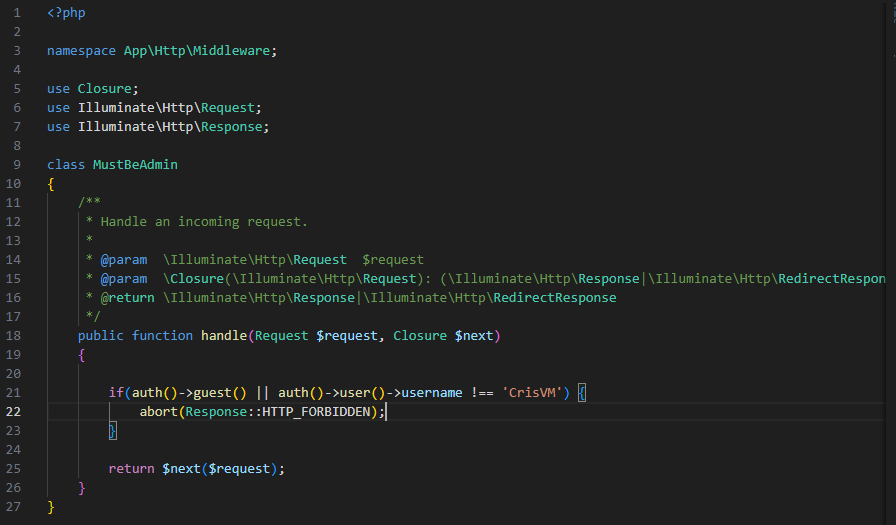 1 <?php
2
3 namespace App\Http\Middleware;
4
5 use Closure;
6 use Illuminate\Http\Request;
7 use Illuminate\Http\Response;
8
9 class MustBeAdmin
10 {
11 /**
12 * Handle an incoming request.
13 *
14 * @param  \Illuminate\Http\Request  $request
15 * @param  \Closure(\Illuminate\Http\Request): (\Illuminate\Http\Response|\Illuminate\Http\RedirectRespon
16 * @return \Illuminate\Http\Response|\Illuminate\Http\RedirectResponse
17 */
18 public function handle(Request $request, Closure $next)
19 {
20
21 if(auth()->guest() || auth()->user()->username !== 'CrisVM') {
22 abort(Response::HTTP_FORBIDDEN);
23 }
24
25 return $next($request);
26 }
27 }